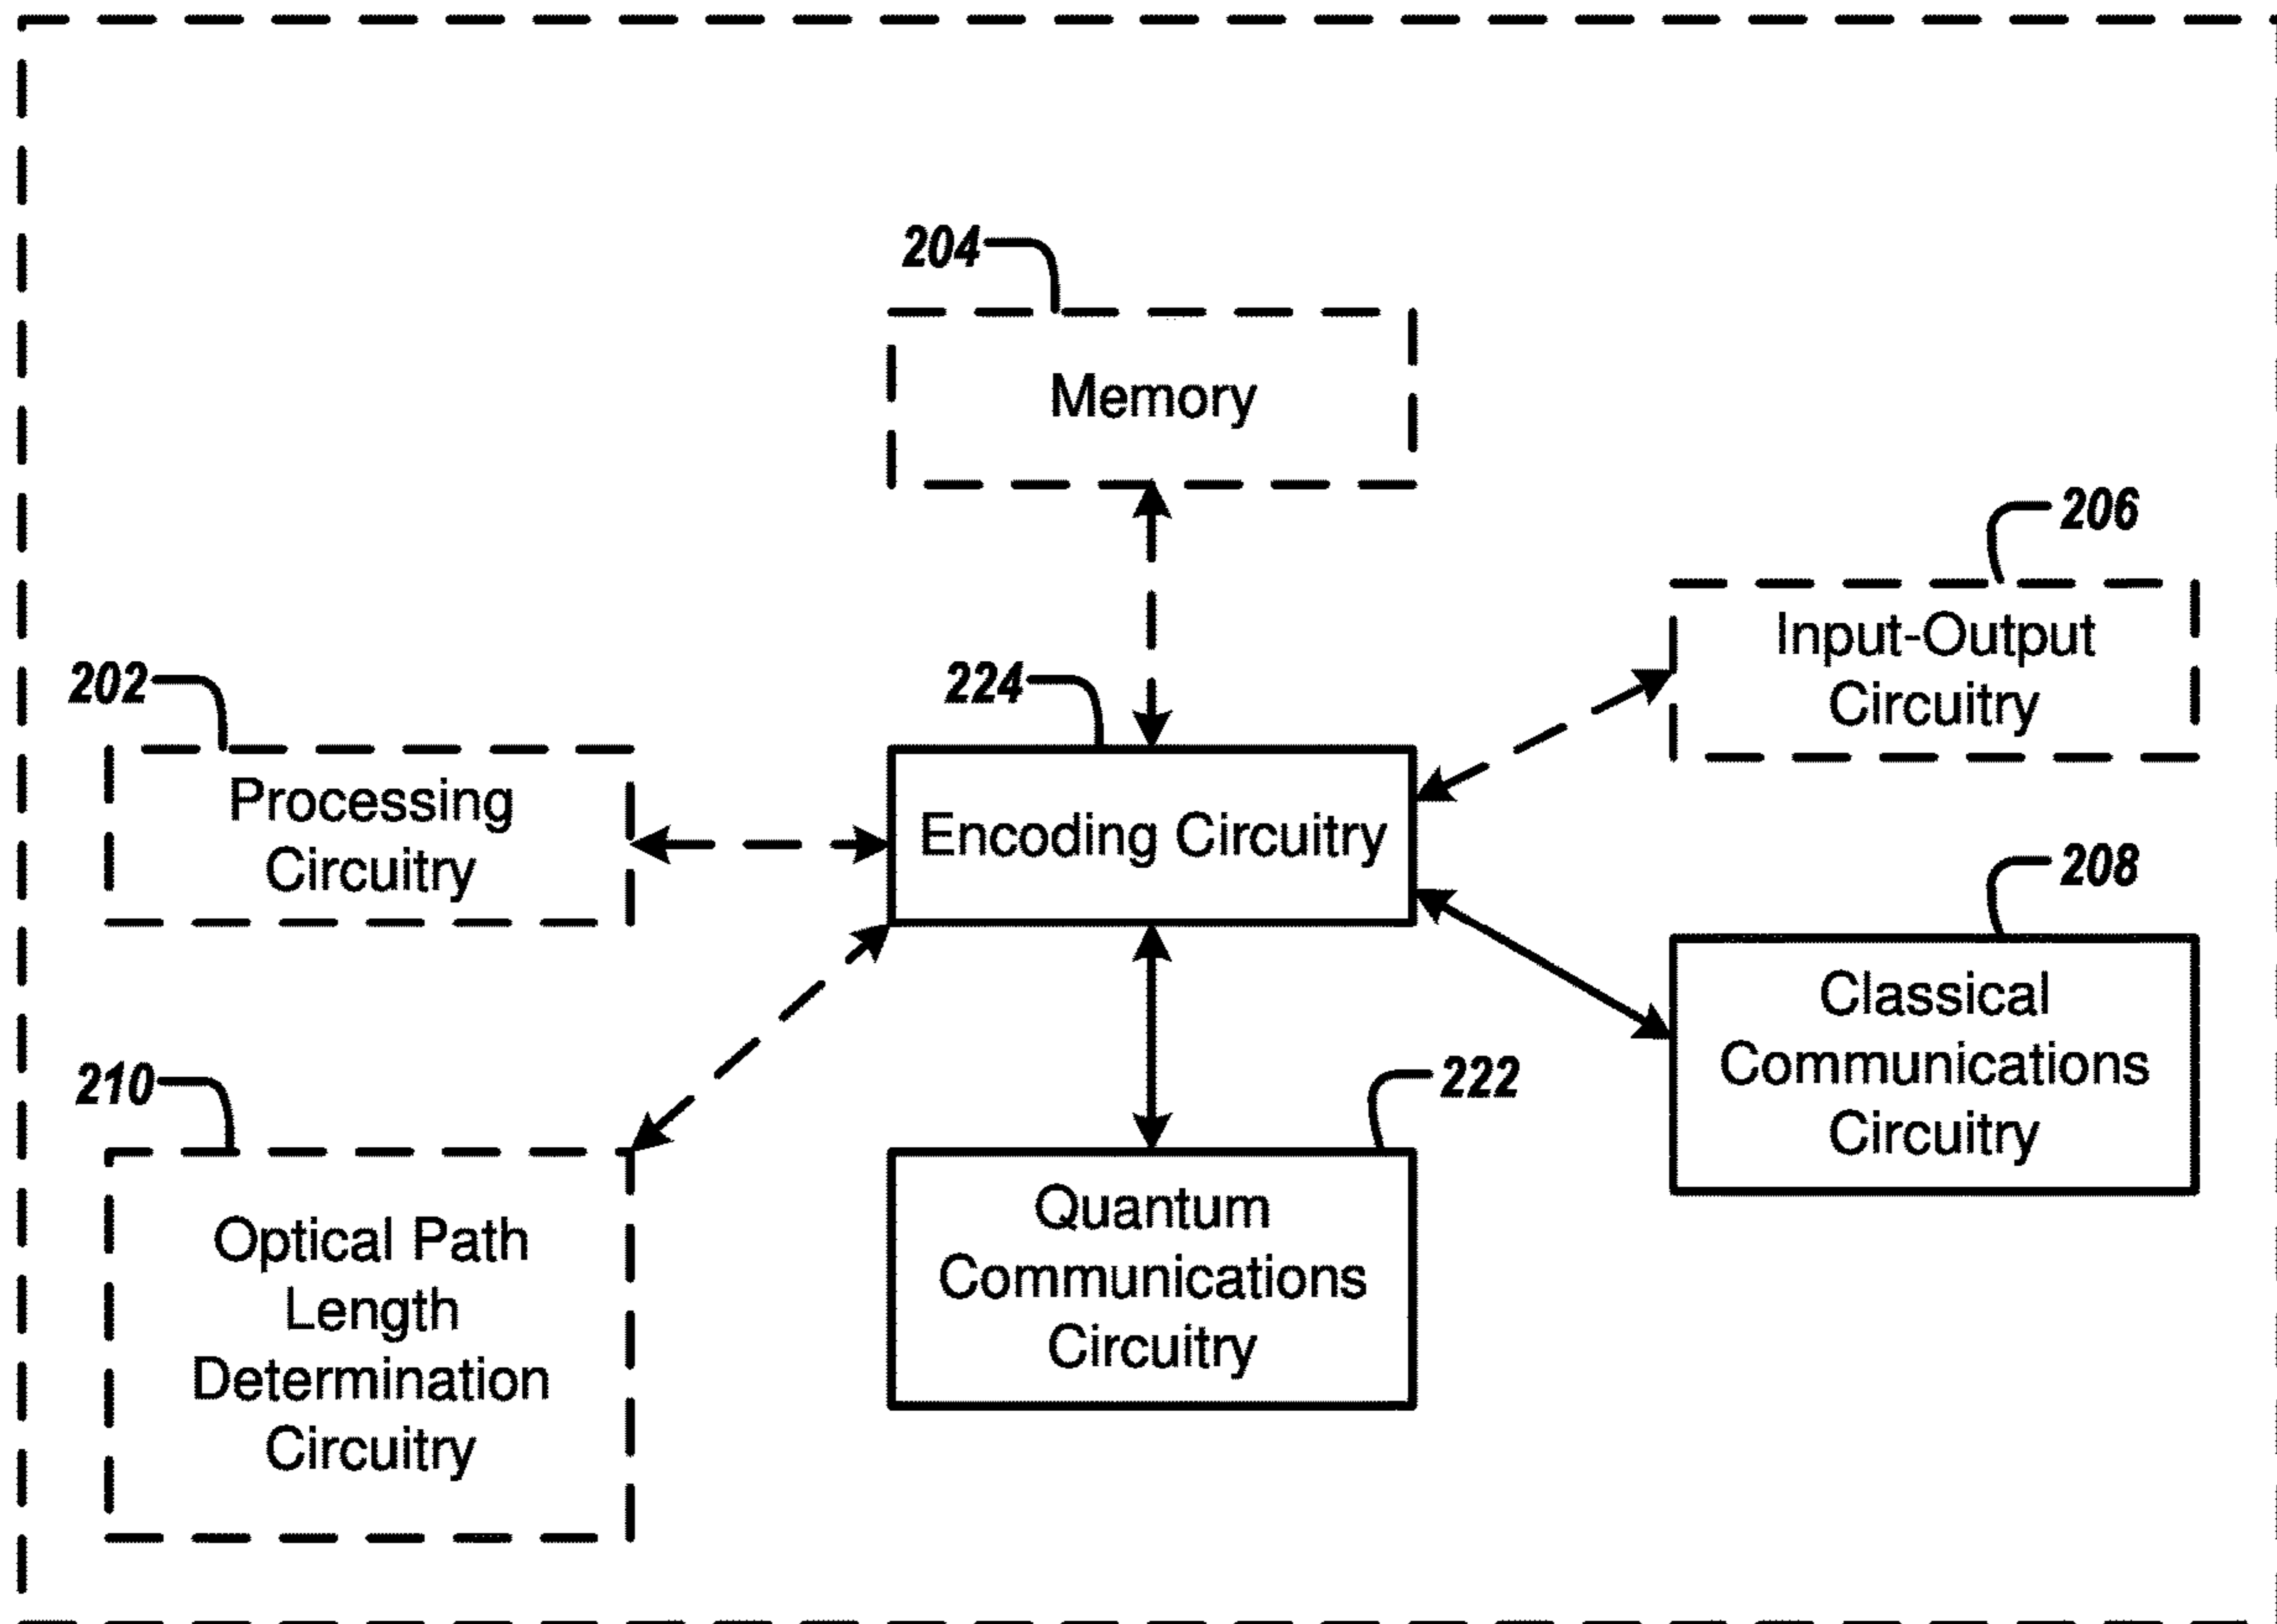 204
Memory
206
Input-Output
Circuitry
202
Processing
Circuitry
224
Encoding Circuitry
208
Classical
Communications
Circuitry
210
Optical Path
Length
Determination
Circuitry
222
Quantum
Communications
Circuitry